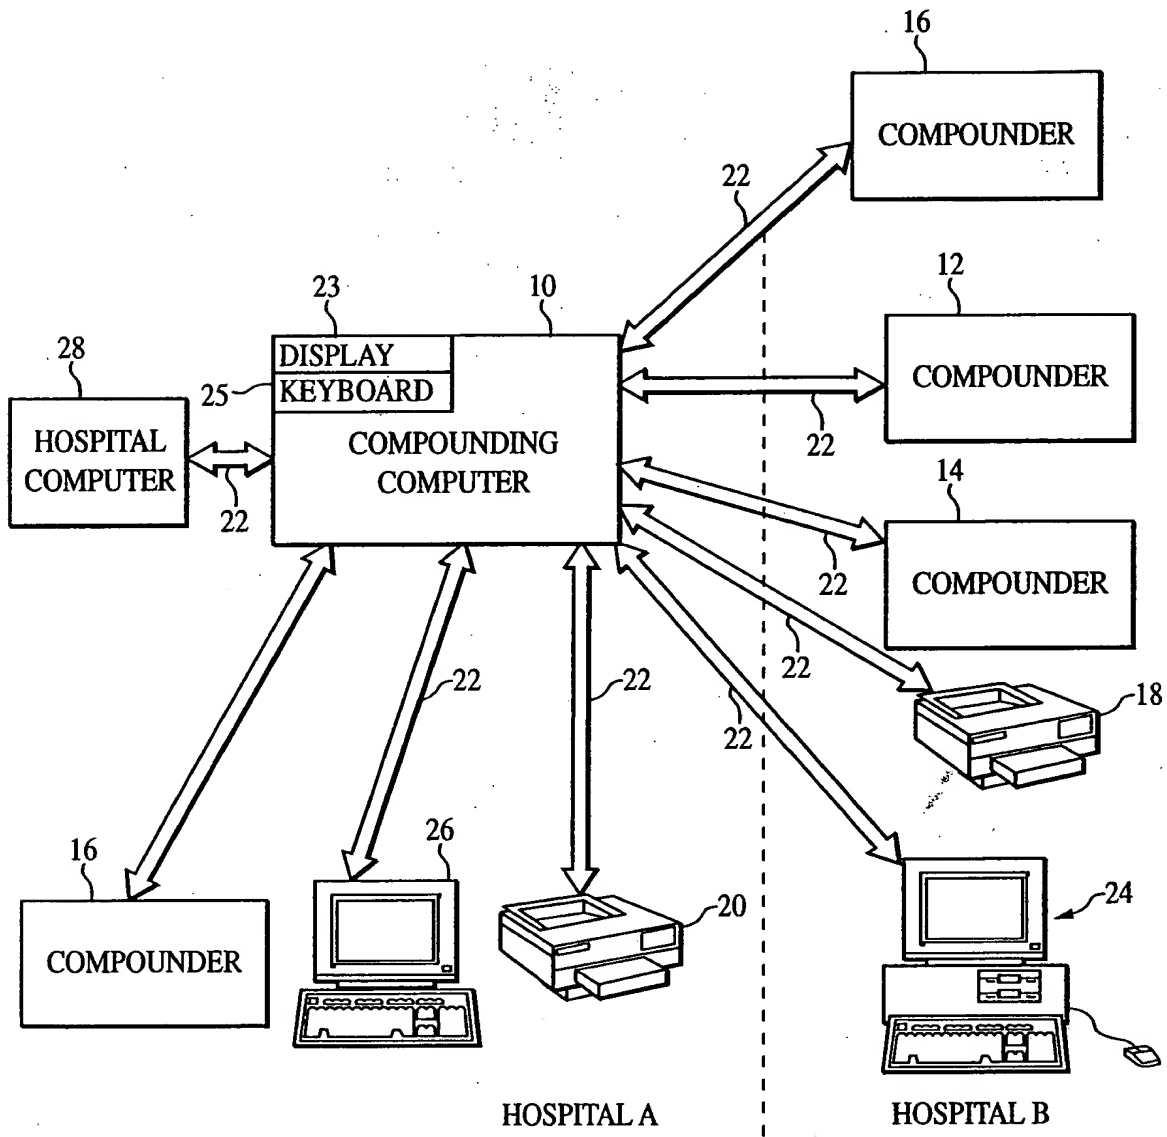 16
COMPOUNDER
22
12
COMPOUNDER
22
23
10
DISPLAY
25
KEYBOARD
COMPOUNDING
COMPUTER
28
HOSPITAL
COMPUTER
22
14
COMPOUNDER
22
22
22
22
22
18
16
COMPOUNDER
26
20
24
HOSPITAL A
HOSPITAL B